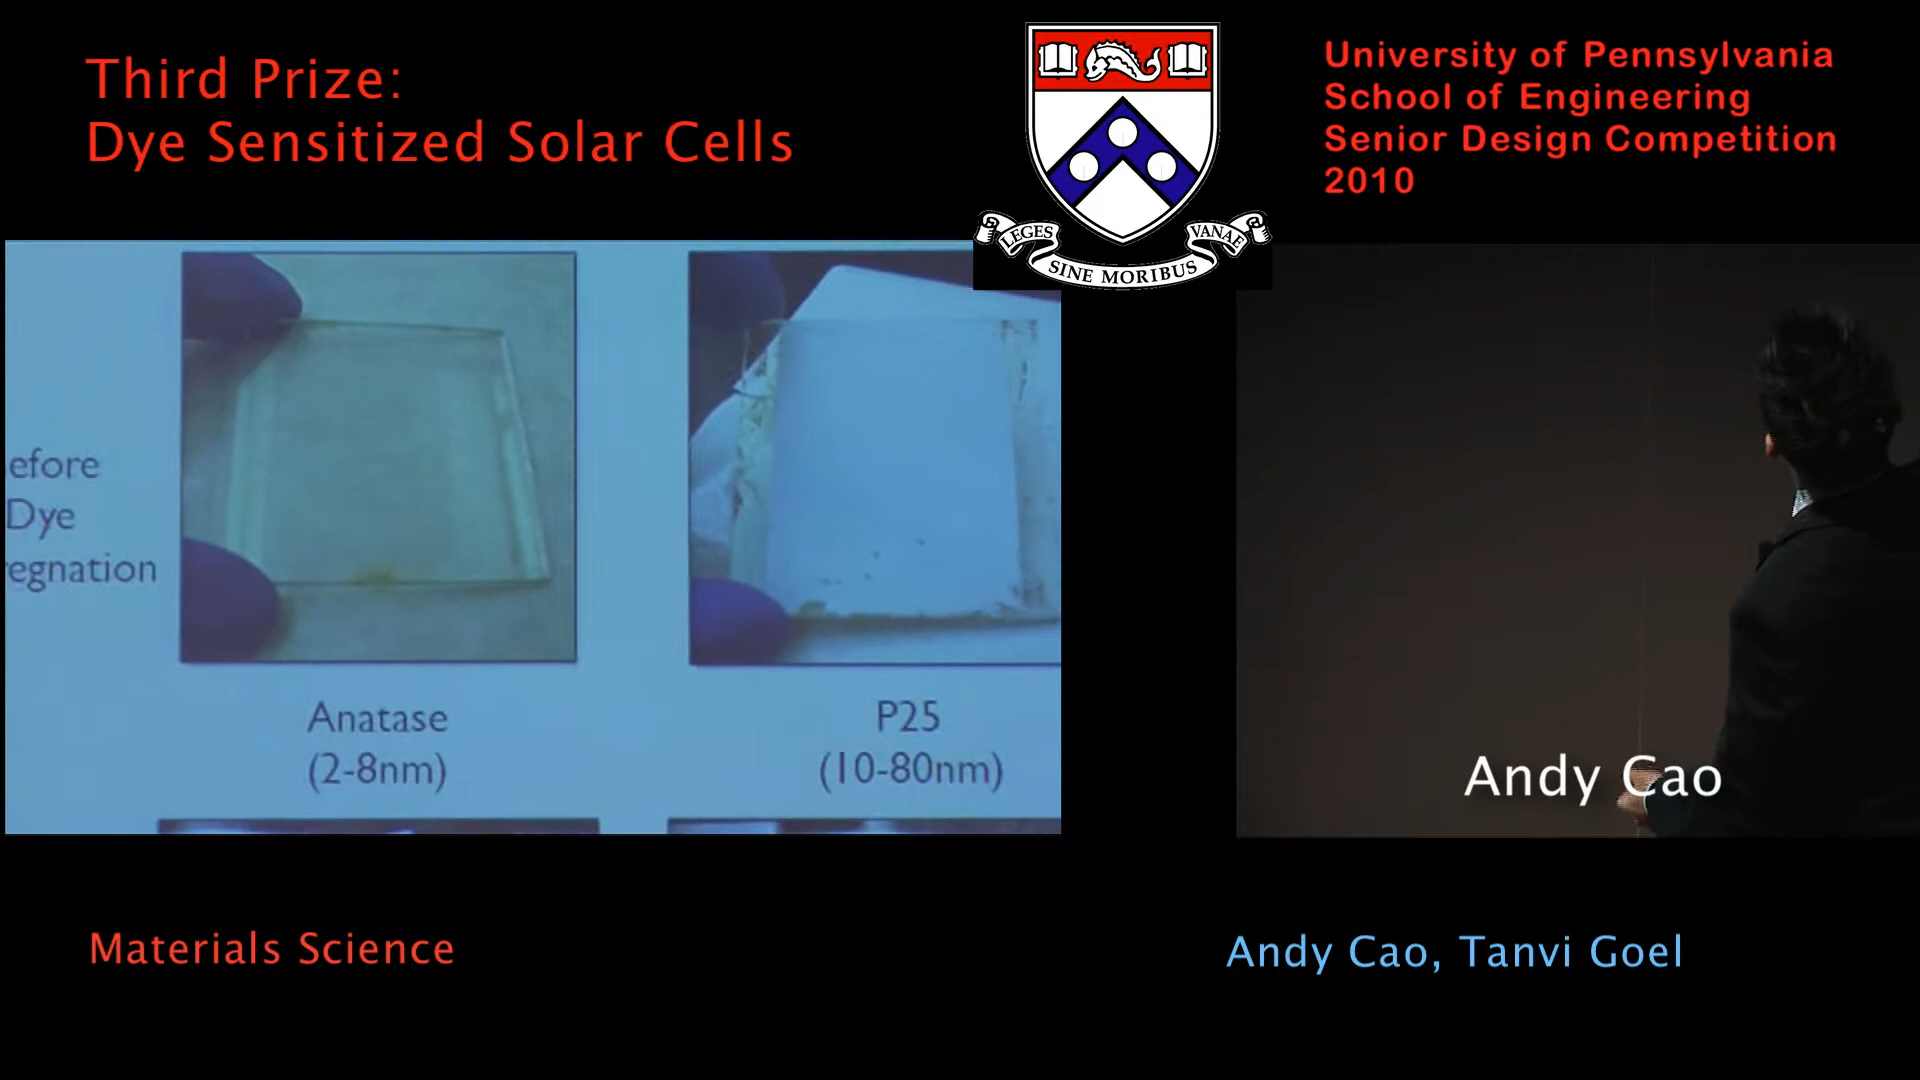 Third Prize:
Dye Sensitized Solar Cells
University of Pennsylvania
School of Engineering
Senior Design Competition
2010
LEGES
SINE MORIBUS
VANAE
efore
Dye
regnation
Anatase
(2-8nm)
P25
(10-80nm)
Andy Cao
Materials Science
Andy Cao, Tanvi Goel